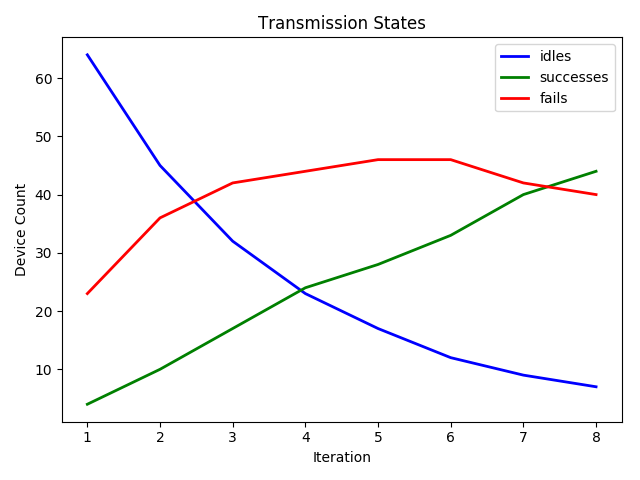 Transmission States
idles
successes
fails
Device Count
60
50
40
30
20
10
1 2 3 4 5 6 7 8
Iteration